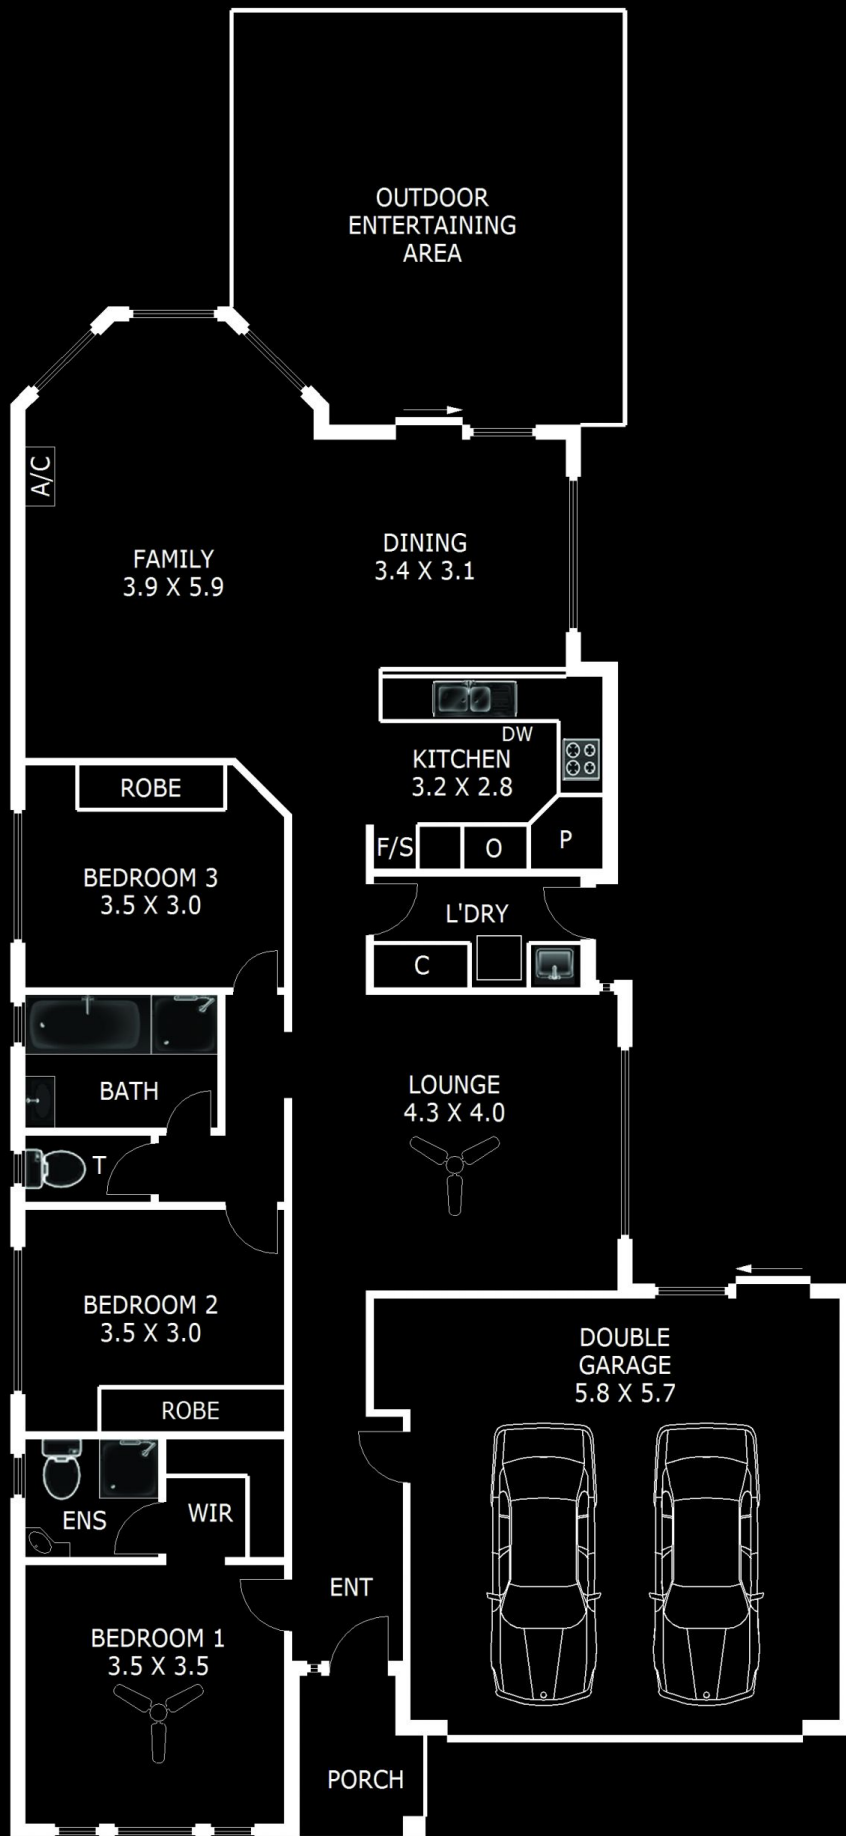 OUTDOOR
ENTERTAINING
AREA
A/C
FAMILY
3.9 X 5.9
DINING
3.4 X 3.1
DW
KITCHEN
3.2 X 2.8
ROBE
F/S
O
P
BEDROOM 3
3.5 X 3.0
L'DRY
C
BATH
LOUNGE
4.3 X 4.0
T
BEDROOM 2
3.5 X 3.0
DOUBLE
GARAGE
5.8 X 5.7
ROBE
ENS
WIR
ENT
BEDROOM 1
3.5 X 3.5
PORCH